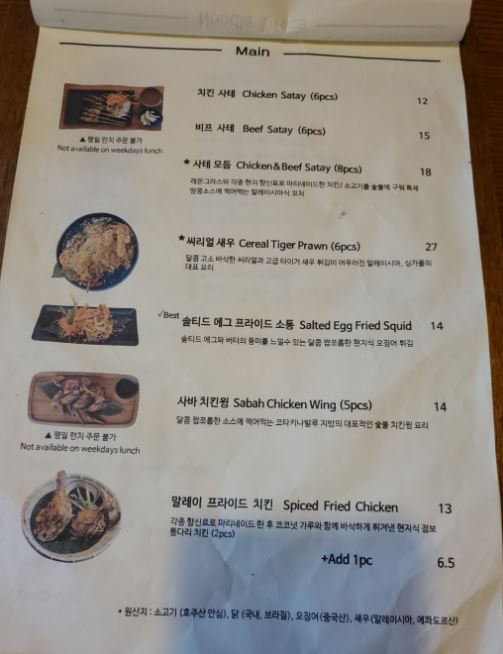 Noodle & Rice
Main
치킨 사테 Chicken Satay (6pcs) 12
▲ 평일 런치 주문 불가
Not available on weekdays lunch
비프 사테 Beef Satay (6pcs) 15
★ 사테 모듬 Chicken&Beef Satay (8pcs) 18
레몬그라스와 각종 현지 향신료로 마리네이드한 치킨/ 소고기를 숯불에 구워 특제
땅콩소스에 찍어먹는 말레이시아식 꼬치
★씨리얼 새우 Cereal Tiger Prawn (6pcs) 27
달콤 고소 바삭한 씨리얼과 고급 타이거 새우 튀김이 어우러진 말레이시아, 싱가폴의
대표 요리
✓Best 솔티드 에그 프라이드 소통 Salted Egg Fried Squid 14
솔티드 에그와 버터의 풍미를 느낄수 있는 달콤 짭쪼롬한 현지식 오징어 튀김
사바 치킨윙 Sabah Chicken Wing (5pcs) 14
달콤 짭쪼롬한 소스에 찍어먹는 코타키나발루 지방의 대표적인 숯불 치킨윙 요리
▲ 평일 런치 주문 불가
Not available on weekdays lunch
말레이 프라이드 치킨 Spiced Fried Chicken 13
각종 향신료로 마리네이드 한 후 코코넛 가루와 함께 바삭하게 튀겨낸 현지식 점보
통다리 치킨 (2pcs)
+Add 1pc 6.5
* 원산지 : 소고기 (호주산 안심), 닭 (국내, 브라질), 오징어(중국산), 새우(말레이시아, 에콰도르산)